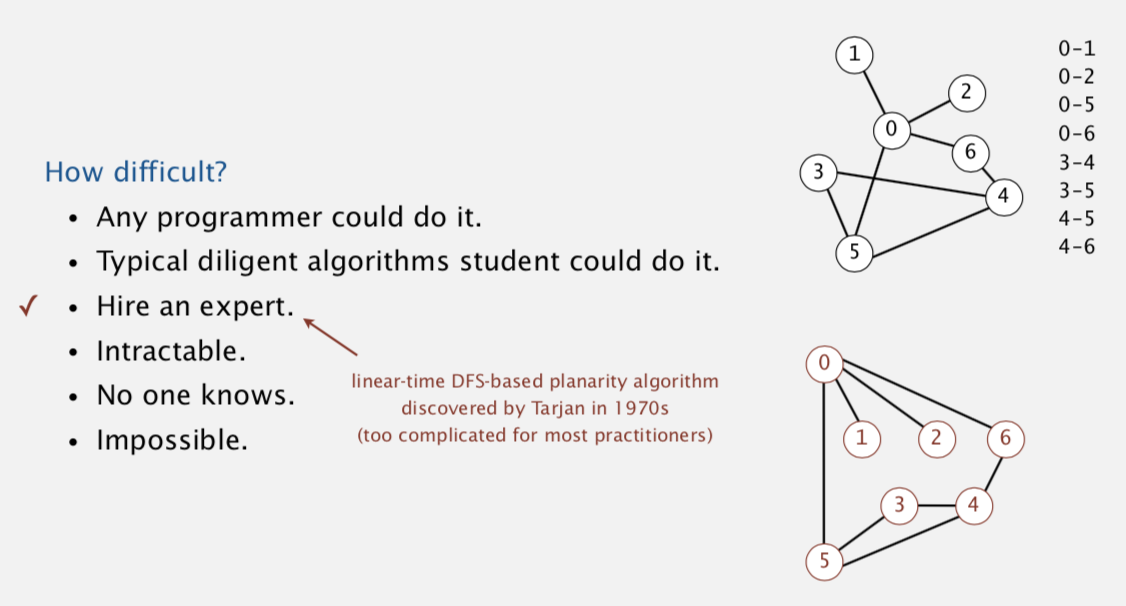 How difficult?
• Any programmer could do it.
• Typical diligent algorithms student could do it.
✓ • Hire an expert.
• Intractable.
• No one knows.
• Impossible.
linear-time DFS-based planarity algorithm
discovered by Tarjan in 1970s
(too complicated for most practitioners)
1
2
0
6
3
4
5
0-1
0-2
0-5
0-6
3-4
3-5
4-5
4-6
0
1
2
6
3
4
5